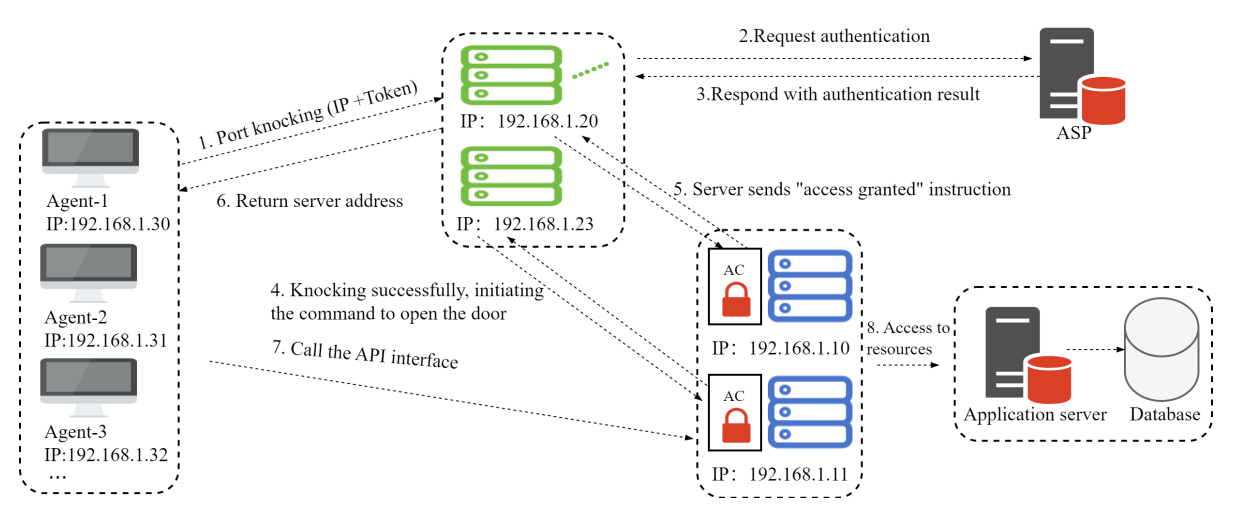 2.Request authentication
3.Respond with authentication result
ASP
1. Port knocking (IP +Token)
IP： 192.168.1.20
6. Return server address
IP： 192.168.1.23
5. Server sends "access granted" instruction
Agent-1
IP:192.168.1.30
Agent-2
IP:192.168.1.31
Agent-3
IP:192.168.1.32
...
4. Knocking successfully, initiating
the command to open the door
7. Call the API interface
AC
IP： 192.168.1.10
AC
IP： 192.168.1.11
8. Access to
resources
Application server
Database